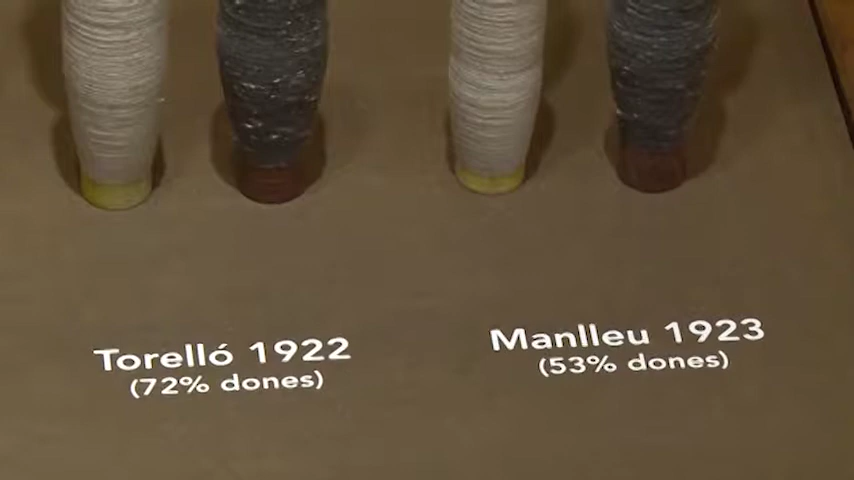 Torelló 1922
(72% dones)
Manlleu 1923
(53% dones)